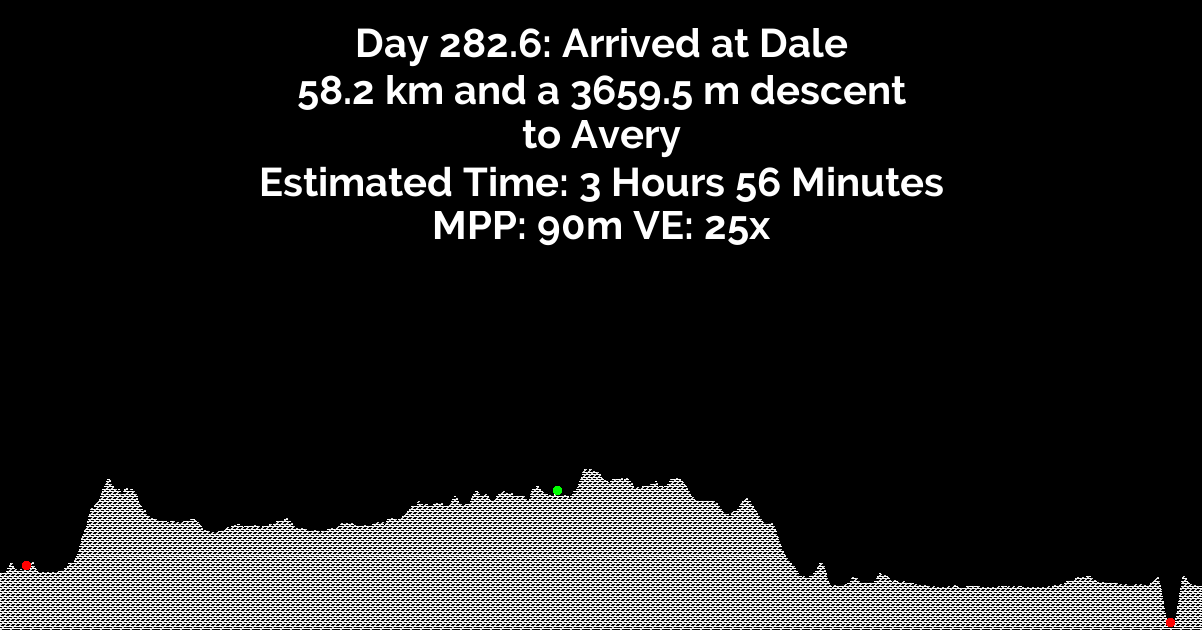 Day 282.6: Arrived at Dale
58.2 km and a 3659.5 m descent
to Avery
Estimated Time: 3 Hours 56 Minutes
MPP: 90m VE: 25x